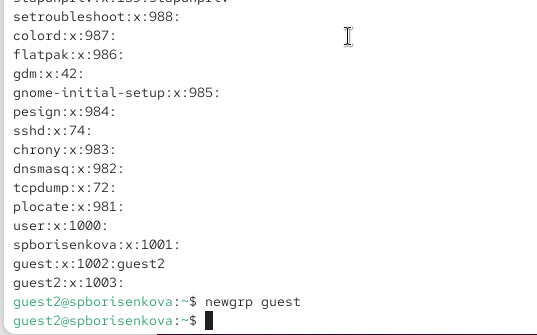 setroubleshoot:x:988:
colord:x:987:
flatpak:x:986:
gdm:x:42:
gnome-initial-setup:x:985:
pesign:x:984:
sshd:x:74:
chrony:x:983:
dnsmasq:x:982:
tcpdump:x:72:
plocate:x:981:
user:x:1000:
spborisenkova:x:1001:
guest:x:1002:guest2
guest2:x:1003:
guest2@spborisenkova:~$ newgrp guest
guest2@spborisenkova:~$